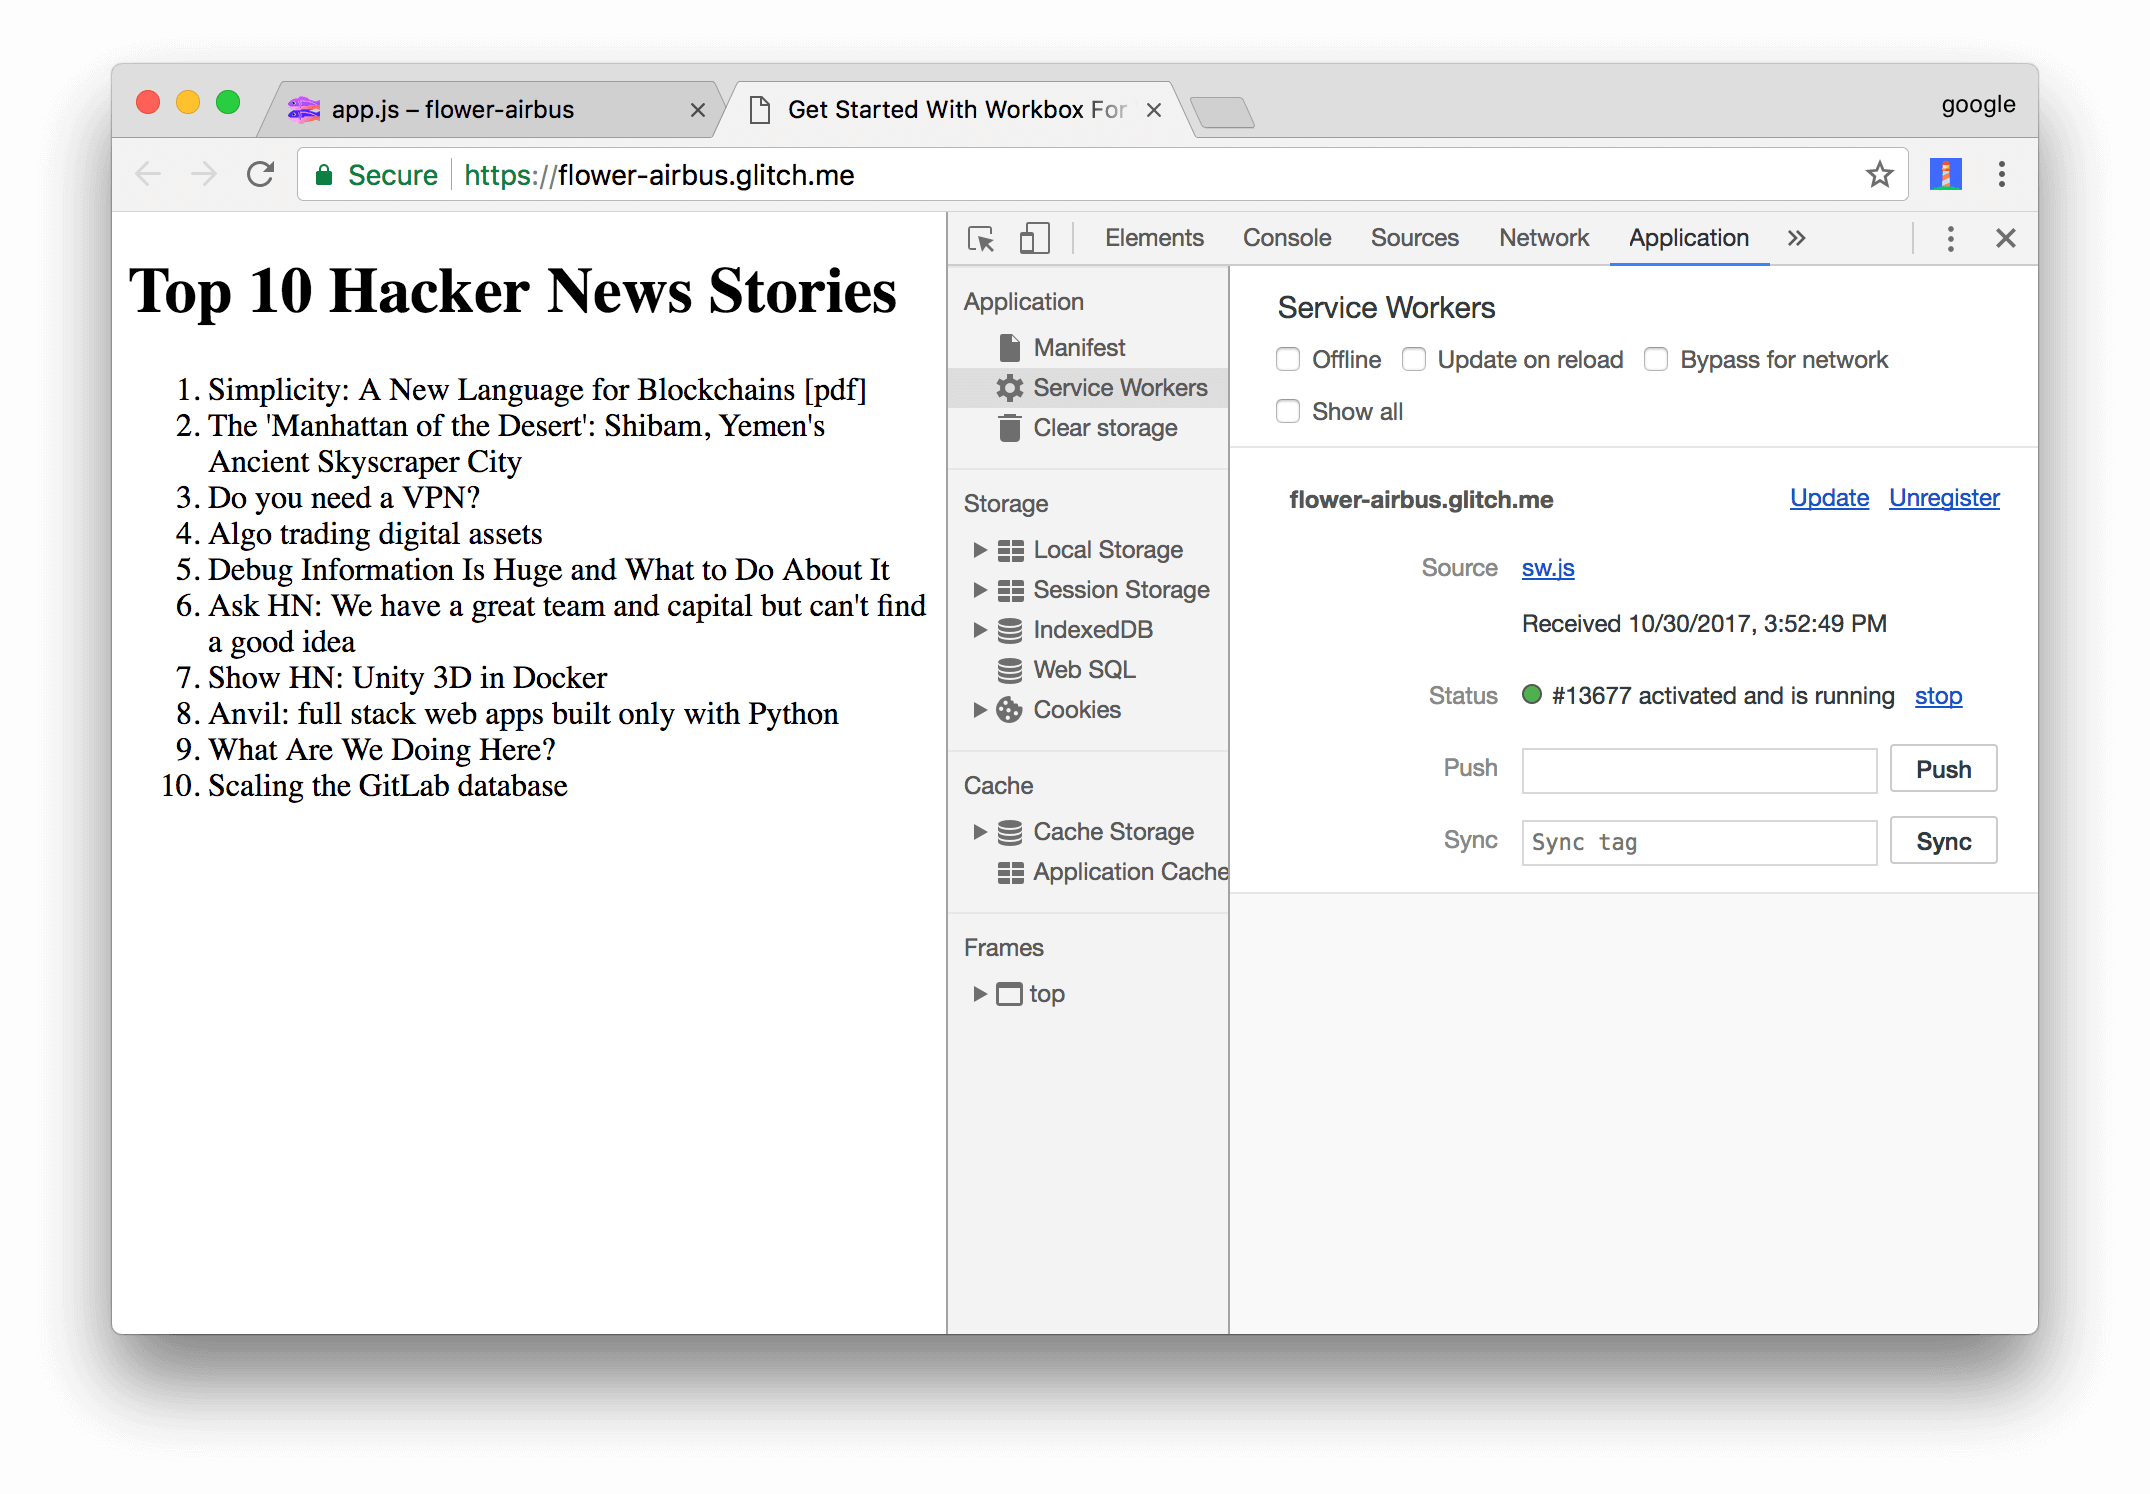 app.js – flower-airbus
Get Started With Workbox For
google
Secure
https://flower-airbus.glitch.me
Top 10 Hacker News Stories
1. Simplicity: A New Language for Blockchains [pdf]
2. The 'Manhattan of the Desert': Shibam, Yemen's
Ancient Skyscraper City
3. Do you need a VPN?
4. Algo trading digital assets
5. Debug Information Is Huge and What to Do About It
6. Ask HN: We have a great team and capital but can't find
a good idea
7. Show HN: Unity 3D in Docker
8. Anvil: full stack web apps built only with Python
9. What Are We Doing Here?
10. Scaling the GitLab database
Elements Console Sources Network Application
Application
Manifest
Service Workers
Clear storage
Storage
Local Storage
Session Storage
IndexedDB
Web SQL
Cookies
Cache
Cache Storage
Application Cache
Frames
top
Service Workers
Offline Update on reload Bypass for network
Show all
flower-airbus.glitch.me Update Unregister
Source sw.js
Received 10/30/2017, 3:52:49 PM
Status #13677 activated and is running stop
Push Push
Sync Sync tag Sync